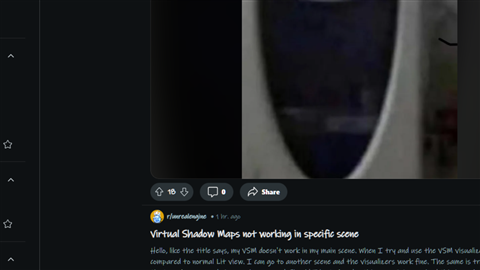 18
0
Share
r/unrealengine • 1 hr. ago
Virtual Shadow Maps not working in specific scene
Hello, like the title says, my VSM doesn't work in my main scene. When I try and use the VSM visualiz
compared to normal Lit view. I can go to another scene and the visualizers work fine. The same is tr